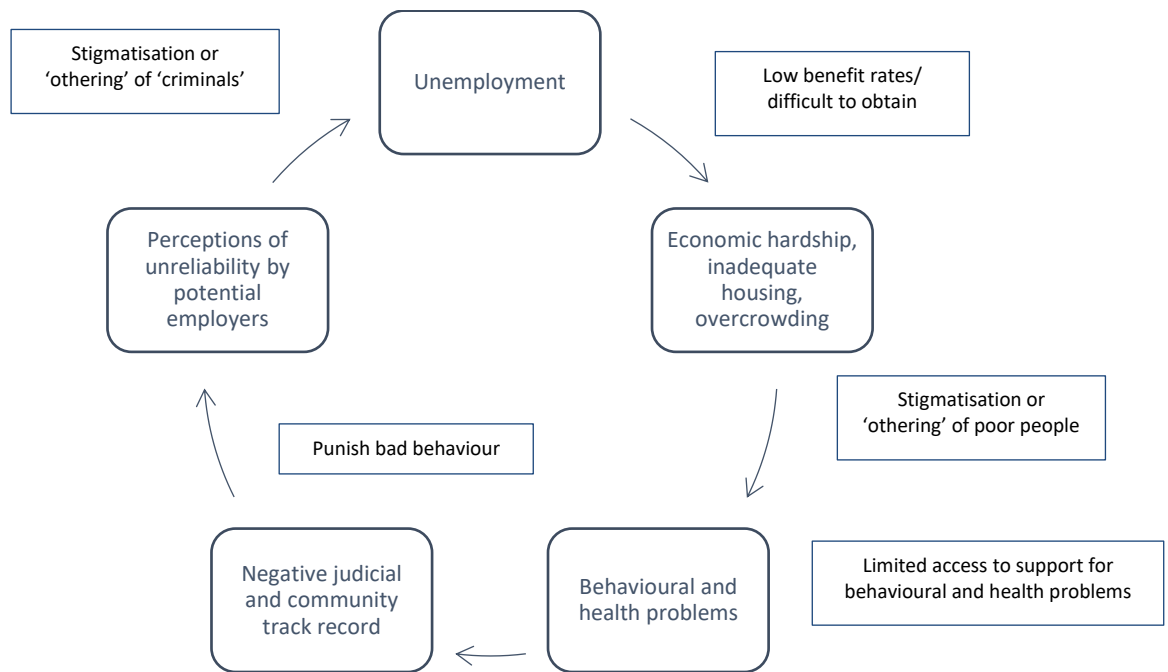 Stigmatisation or
‘othering’ of ‘criminals’
Unemployment
Low benefit rates/
difficult to obtain
Perceptions of
unreliability by
potential
employers
Economic hardship,
inadequate
housing,
overcrowding
Stigmatisation or
‘othering’ of poor people
Punish bad behaviour
Negative judicial
and community
track record
Behavioural and
health problems
Limited access to support for
behavioural and health problems